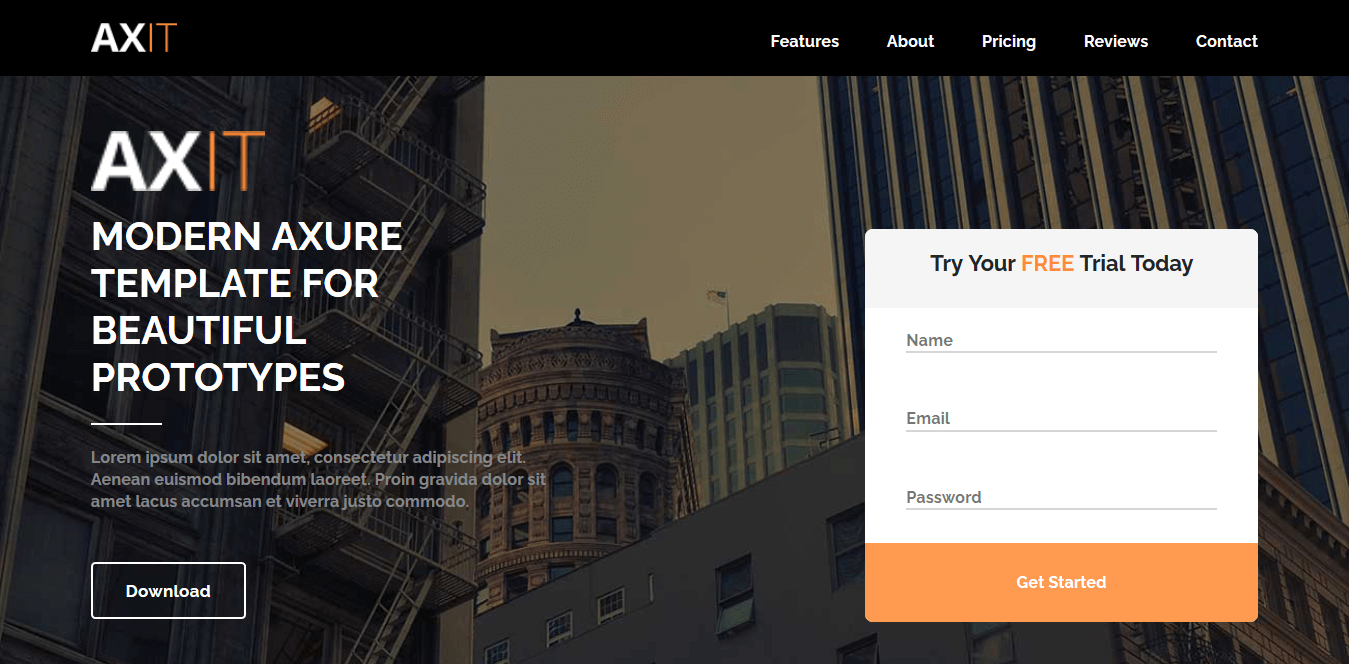 AXIT
Features About Pricing Reviews Contact
AXIT
MODERN AXURE
TEMPLATE FOR
BEAUTIFUL
PROTOTYPES
Lorem ipsum dolor sit amet, consectetur adipiscing elit.
Aenean euismod bibendum laoreet. Proin gravida dolor sit
amet lacus accumsan et viverra justo commodo.
Download
Try Your FREE Trial Today
Name
Email
Password
Get Started